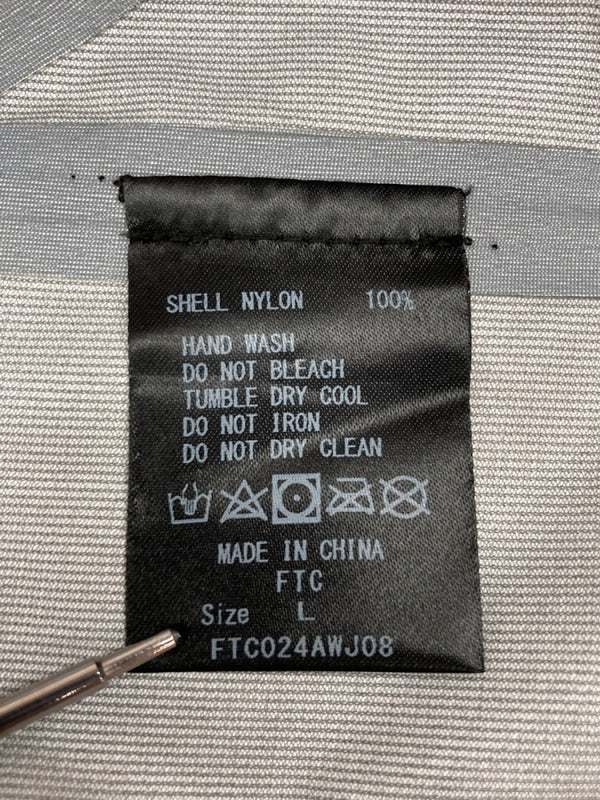 SHELL NYLON 100%
HAND WASH
DO NOT BLEACH
TUMBLE DRY COOL
DO NOT IRON
DO NOT DRY CLEAN
MADE IN CHINA
FTC
Size L
FTC024AWJ08